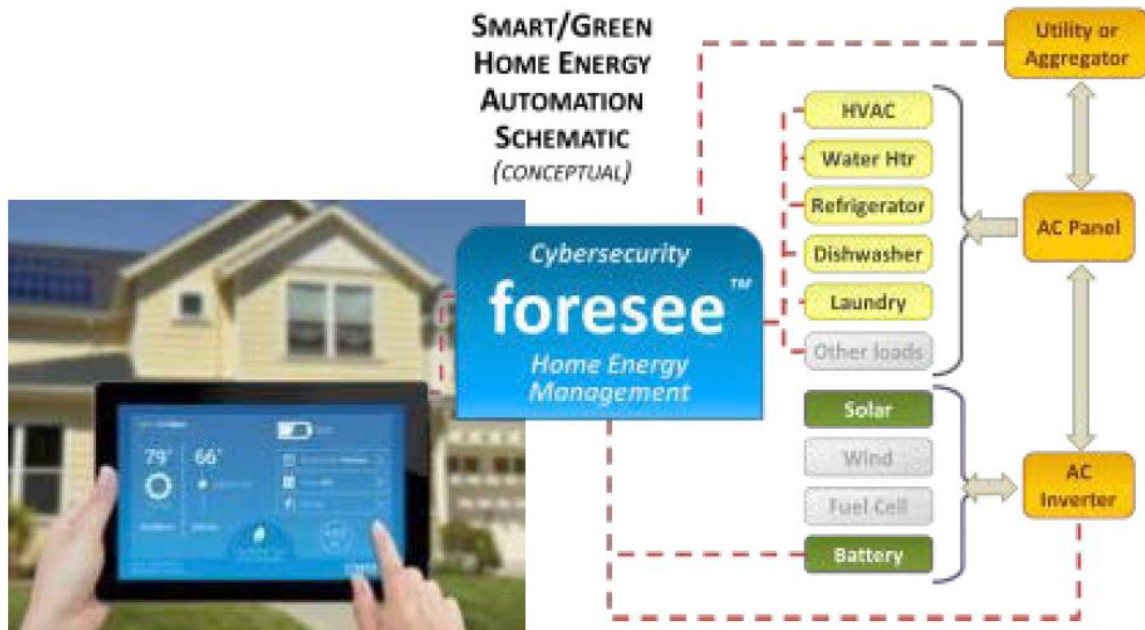 SMART/GREEN
HOME ENERGY
AUTOMATION
SCHEMATIC
(CONCEPTUAL)
Utility or
Aggregator
HVAC
Water Htr
Refrigerator
Dishwasher
Laundry
Other loads
AC Panel
Cybersecurity
foresee™
Home Energy
Management
Solar
Wind
Fuel Cell
Battery
AC
Inverter
79°
66°